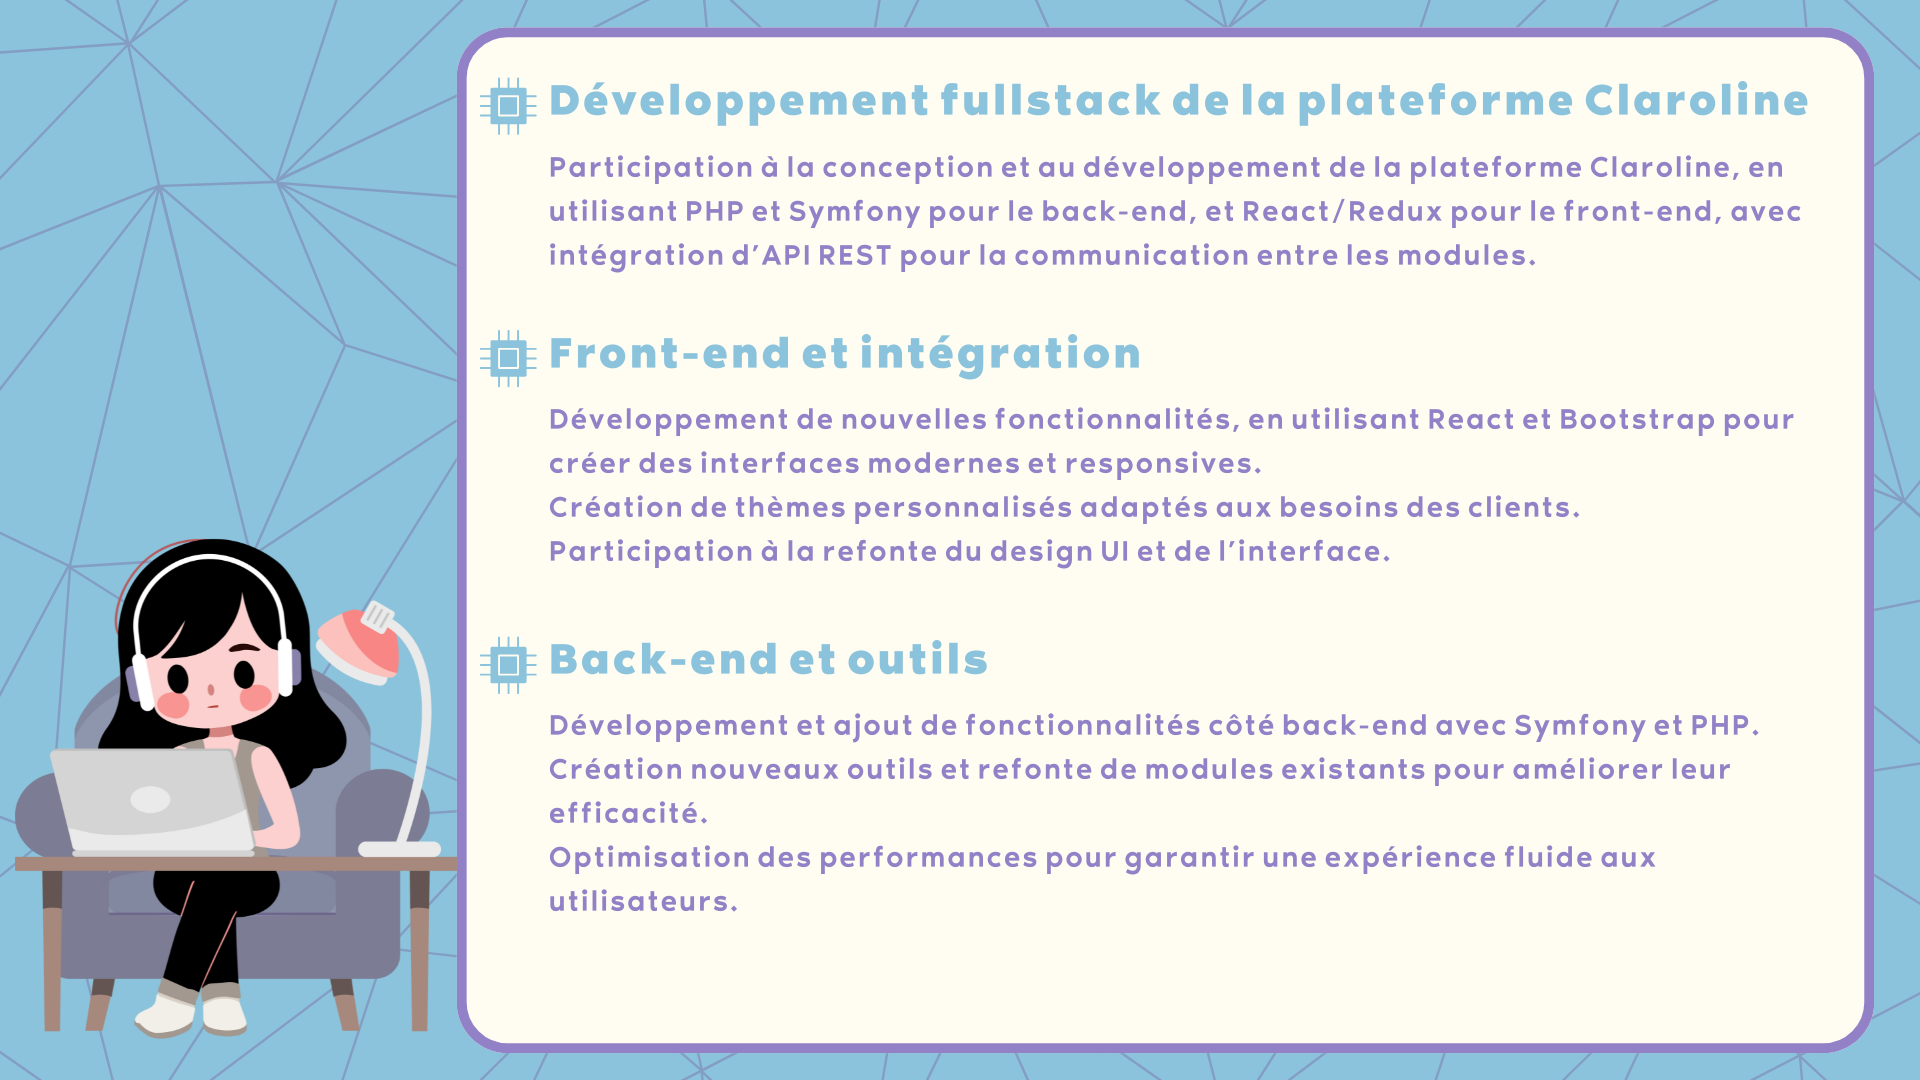 Développement fullstack de la plateforme Claroline
Participation à la conception et au développement de la plateforme Claroline, en
utilisant PHP et Symfony pour le back-end, et React/Redux pour le front-end, avec
intégration d’API REST pour la communication entre les modules.
Front-end et intégration
Développement de nouvelles fonctionnalités, en utilisant React et Bootstrap pour
créer des interfaces modernes et responsives.
Création de thèmes personnalisés adaptés aux besoins des clients.
Participation à la refonte du design UI et de l’interface.
Back-end et outils
Développement et ajout de fonctionnalités côté back-end avec Symfony et PHP.
Création nouveaux outils et refonte de modules existants pour améliorer leur
efficacité.
Optimisation des performances pour garantir une expérience fluide aux
utilisateurs.